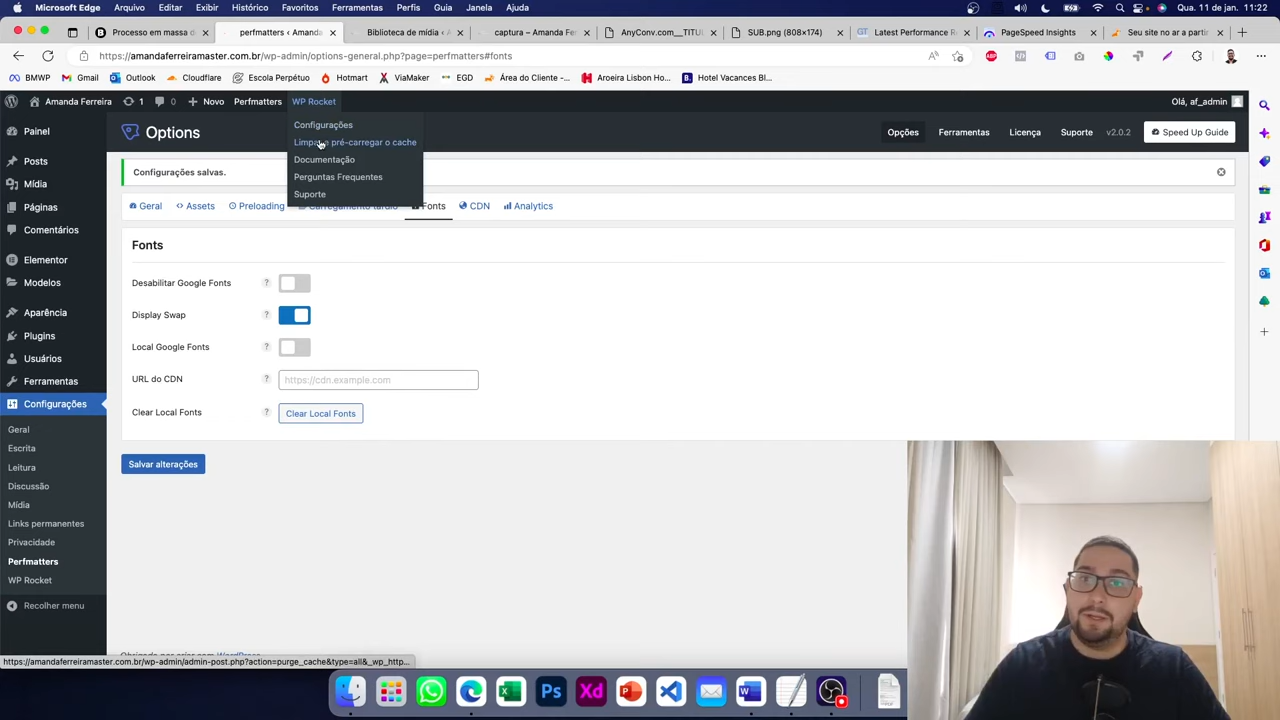 Microsoft Edge Arquivo Editar Exibir Histórico Favoritos Ferramentas Perfis Guia Janela Ajuda
Qua. 11 de jan. 11:22
Processo em massa d
perfmatters ‹ Amanda
Biblioteca de mídia ‹ A
captura – Amanda Fer
AnyConv.com__TITUL
SUB.png (808×174)
Latest Performance Re
PageSpeed Insights
Seu site no ar a partir
https://amandaferreiramaster.com.br/wp-admin/options-general.php?page=perfmatters#fonts
BMWP Gmail Outlook Cloudflare Escola Perpétuo Hotmart ViaMaker EGD Área do Cliente -... Aroeira Lisbon Ho... Hotel Vacances Bl...
Amanda Ferreira 1 0 Novo Perfmatters WP Rocket
Olá, af_admin
Painel
Posts
Mídia
Páginas
Comentários
Elementor
Modelos
Aparência
Plugins
Usuários
Ferramentas
Configurações
Geral
Escrita
Leitura
Discussão
Mídia
Links permanentes
Privacidade
Perfmatters
WP Rocket
Recolher menu
Configurações
Limpar e pré-carregar o cache
Documentação
Perguntas Frequentes
Suporte
Options
Opções Ferramentas Licença Suporte v2.0.2 Speed Up Guide
Configurações salvas.
Geral Assets Preloading Carregamento tardio Fonts CDN Analytics
Fonts
Desabilitar Google Fonts ?
Display Swap ?
Local Google Fonts ?
URL do CDN ? https://cdn.example.com
Clear Local Fonts ? Clear Local Fonts
Salvar alterações
https://amandaferreiramaster.com.br/wp-admin/admin-post.php?action=purge_cache&type=all&_wp_http...